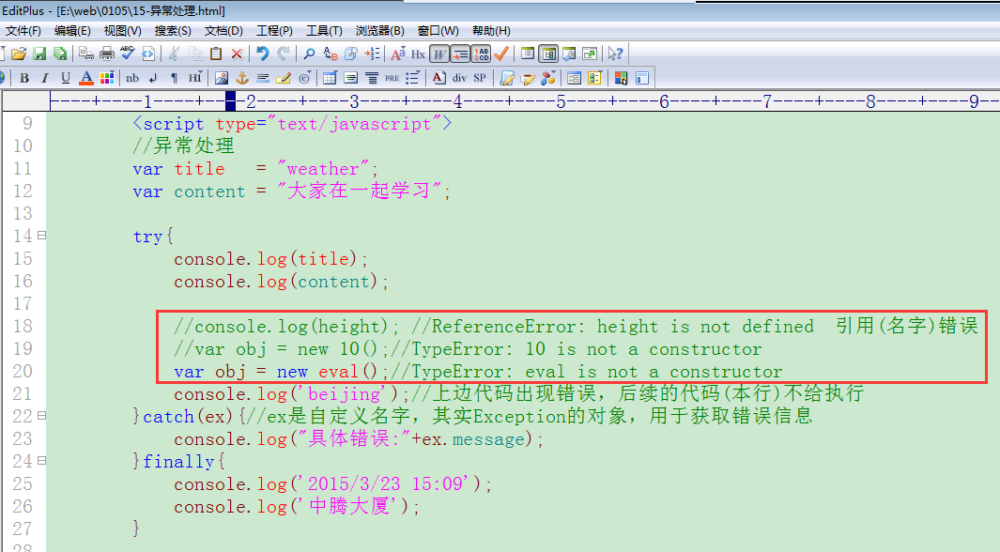 EditPlus - [E:\web\0105\15-异常处理.html]
文件(F) 编辑(E) 视图(V) 搜索(S) 文档(D) 工程(P) 工具(T) 浏览器(B) 窗口(W) 帮助(H)
ABC Hx W 1AB 2CD
B I U A nb ¶ HI © PRE A div SP
----+----1----+----2----+----3----+----4----+----5----+----6----+----7----+----8----+----9--
9 <script type="text/javascript">
10 //异常处理
11 var title = "weather";
12 var content = "大家在一起学习";
13
14 try{
15 console.log(title);
16 console.log(content);
17
18 //console.log(height); //ReferenceError: height is not defined 引用(名字)错误
19 //var obj = new 10();//TypeError: 10 is not a constructor
20 var obj = new eval();//TypeError: eval is not a constructor
21 console.log('beijing');//上边代码出现错误，后续的代码(本行)不给执行
22 }catch(ex){//ex是自定义名字，其实Exception的对象，用于获取错误信息
23 console.log("具体错误:"+ex.message);
24 }finally{
25 console.log('2015/3/23 15:09');
26 console.log('中腾大厦');
27 }
28